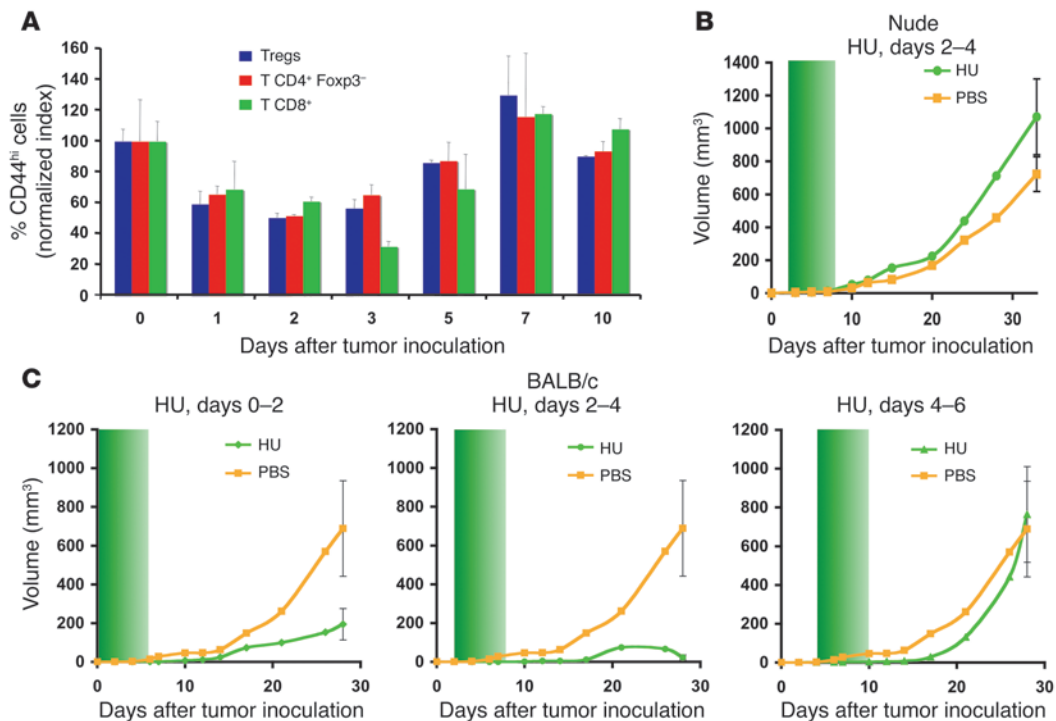 A
% CD44hi cells
(normalized index)
160
140
120
100
80
60
40
20
0
Tregs
T CD4+ Foxp3–
T CD8+
0 1 2 3 5 7 10
Days after tumor inoculation
B
Nude
HU, days 2–4
Volume (mm3)
1400
1200
1000
800
600
400
200
0
HU
PBS
0 10 20 30
Days after tumor inoculation
C
BALB/c
HU, days 0–2
Volume (mm3)
1200
1000
800
600
400
200
0
HU
PBS
0 10 20 30
Days after tumor inoculation
HU, days 2–4
1200
1000
800
600
400
200
0
HU
PBS
0 10 20 30
Days after tumor inoculation
HU, days 4–6
1200
1000
800
600
400
200
0
HU
PBS
0 10 20 30
Days after tumor inoculation